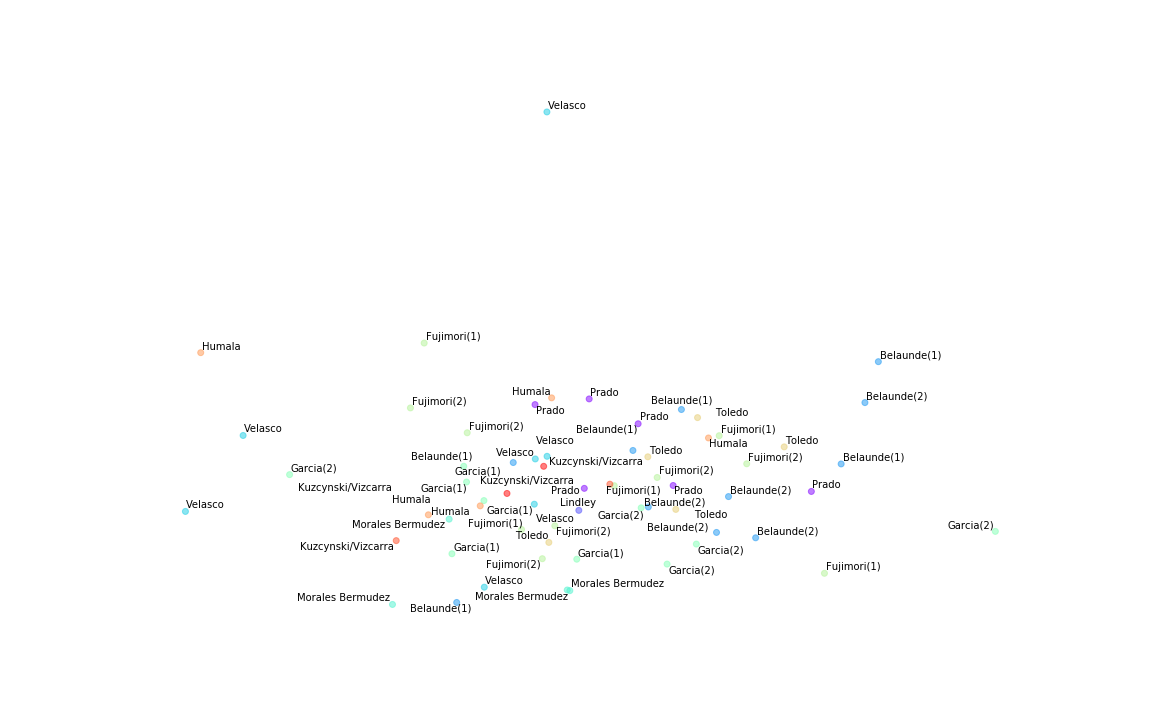 Velasco
Fujimori(1)
Humala
Belaunde(1)
Humala
Prado
Belaunde(2)
Fujimori(2)
Prado
Belaunde(1)
Toledo
Prado
Velasco
Fujimori(2)
Belaunde(1)
Fujimori(1)
Velasco
Humala
Toledo
Belaunde(1)
Velasco
Toledo
Kuzcynski/Vizcarra
Fujimori(2)
Belaunde(1)
Garcia(2)
Garcia(1)
Fujimori(2)
Kuzcynski/Vizcarra
Kuzcynski/Vizcarra
Garcia(1)
Prado
Fujimori(1)
Prado
Belaunde(2)
Prado
Humala
Lindley
Belaunde(2)
Velasco
Humala
Garcia(1)
Garcia(2)
Toledo
Velasco
Morales Bermudez
Fujimori(1)
Belaunde(2)
Garcia(2)
Toledo
Fujimori(2)
Belaunde(2)
Kuzcynski/Vizcarra
Garcia(1)
Garcia(1)
Garcia(2)
Fujimori(2)
Garcia(2)
Fujimori(1)
Velasco
Morales Bermudez
Morales Bermudez
Morales Bermudez
Belaunde(1)